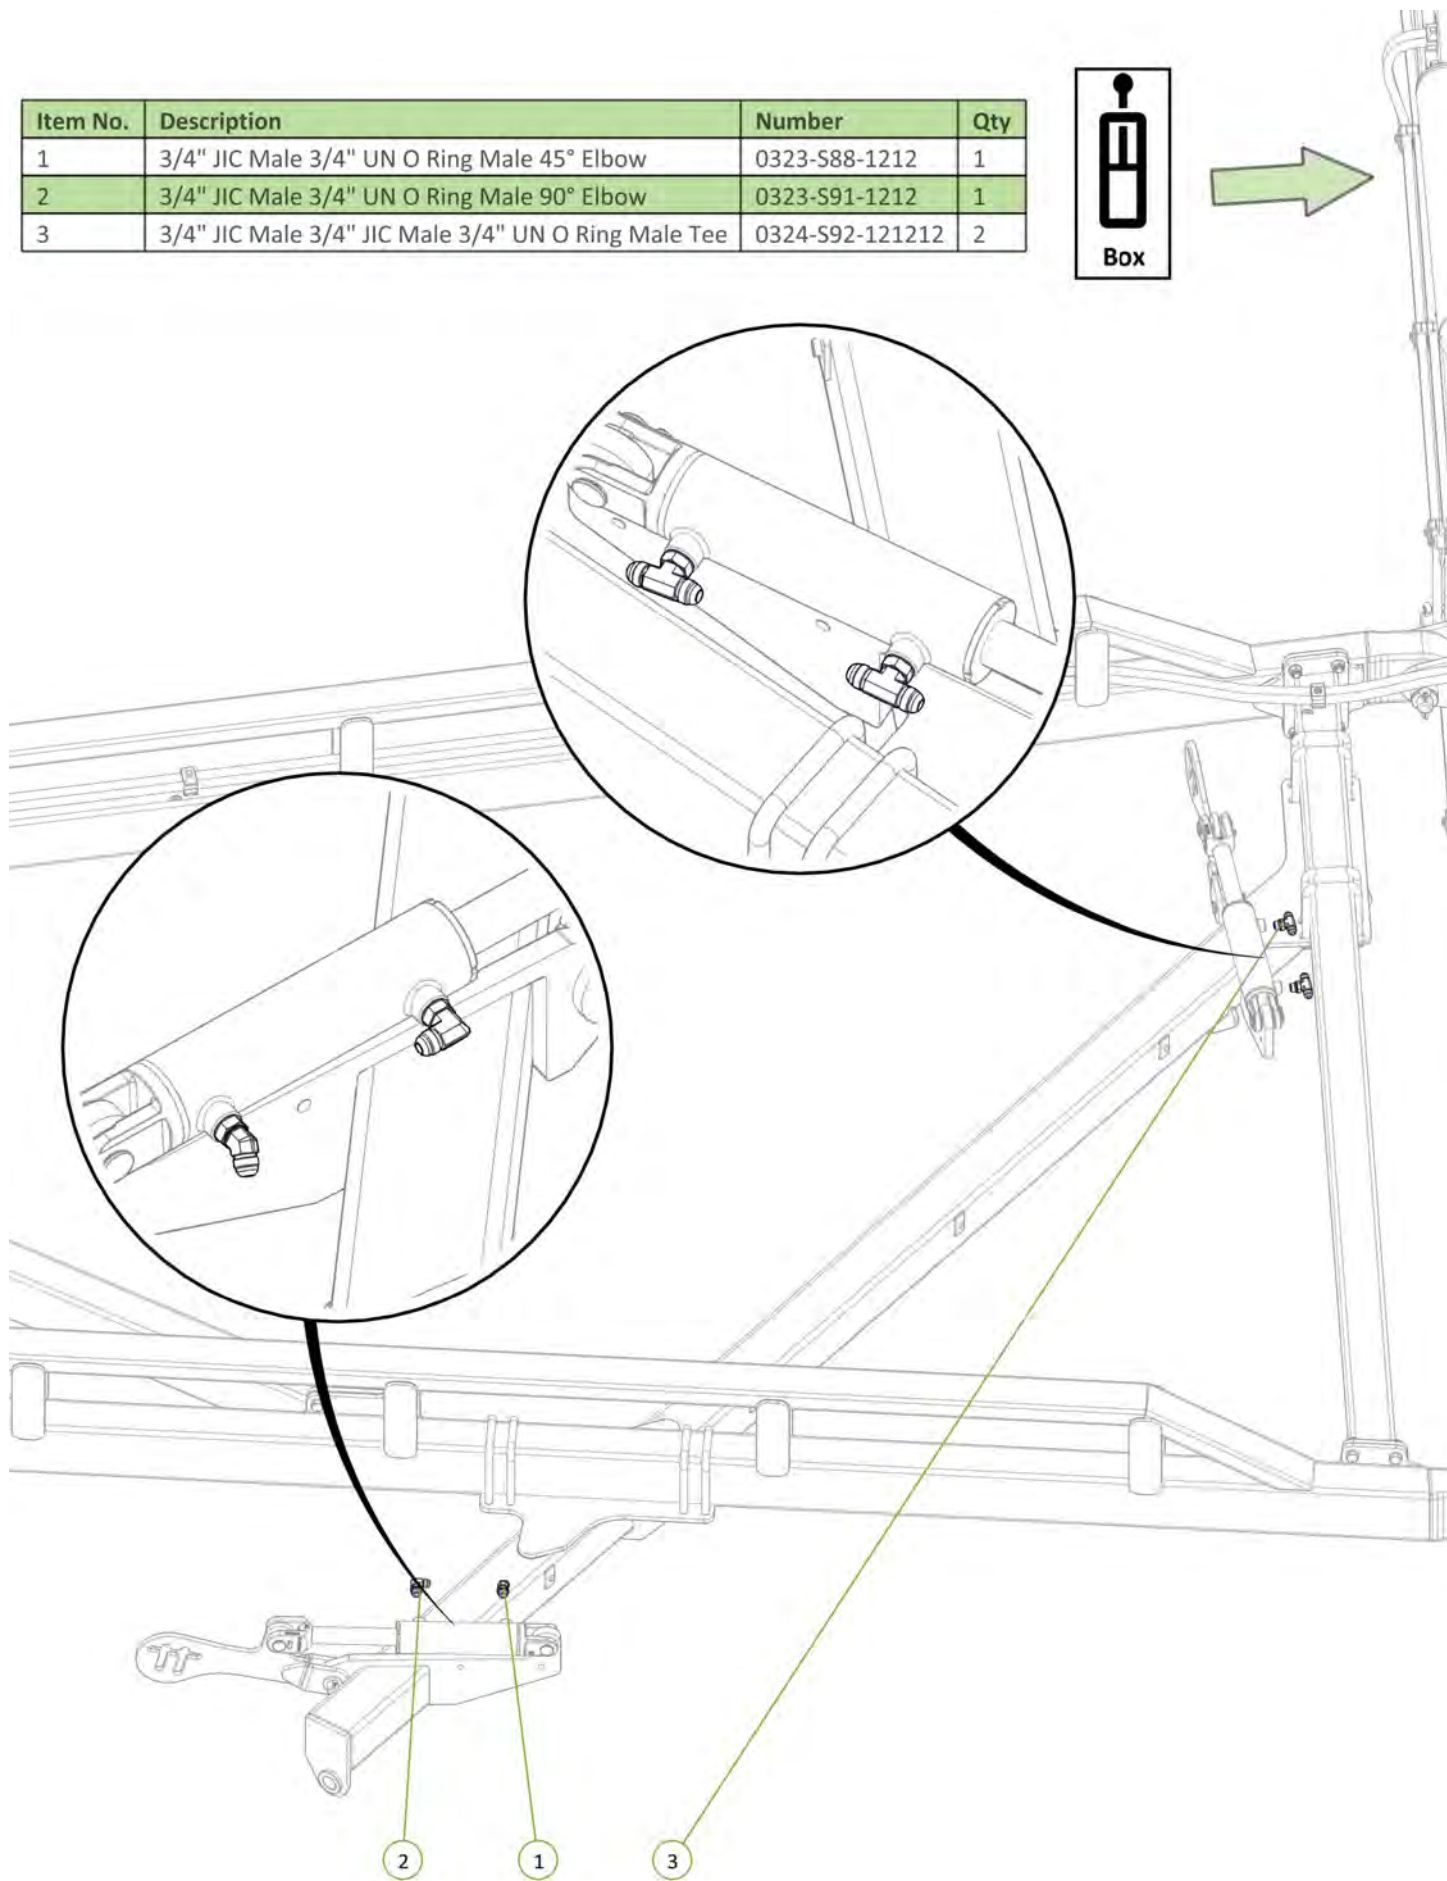 Item No. Description Number Qty
1 3/4" JIC Male 3/4" UN O Ring Male 45° Elbow 0323-S88-1212 1
2 3/4" JIC Male 3/4" UN O Ring Male 90° Elbow 0323-S91-1212 1
3 3/4" JIC Male 3/4" JIC Male 3/4" UN O Ring Male Tee 0324-S92-121212 2
Box
TT
2 1 3